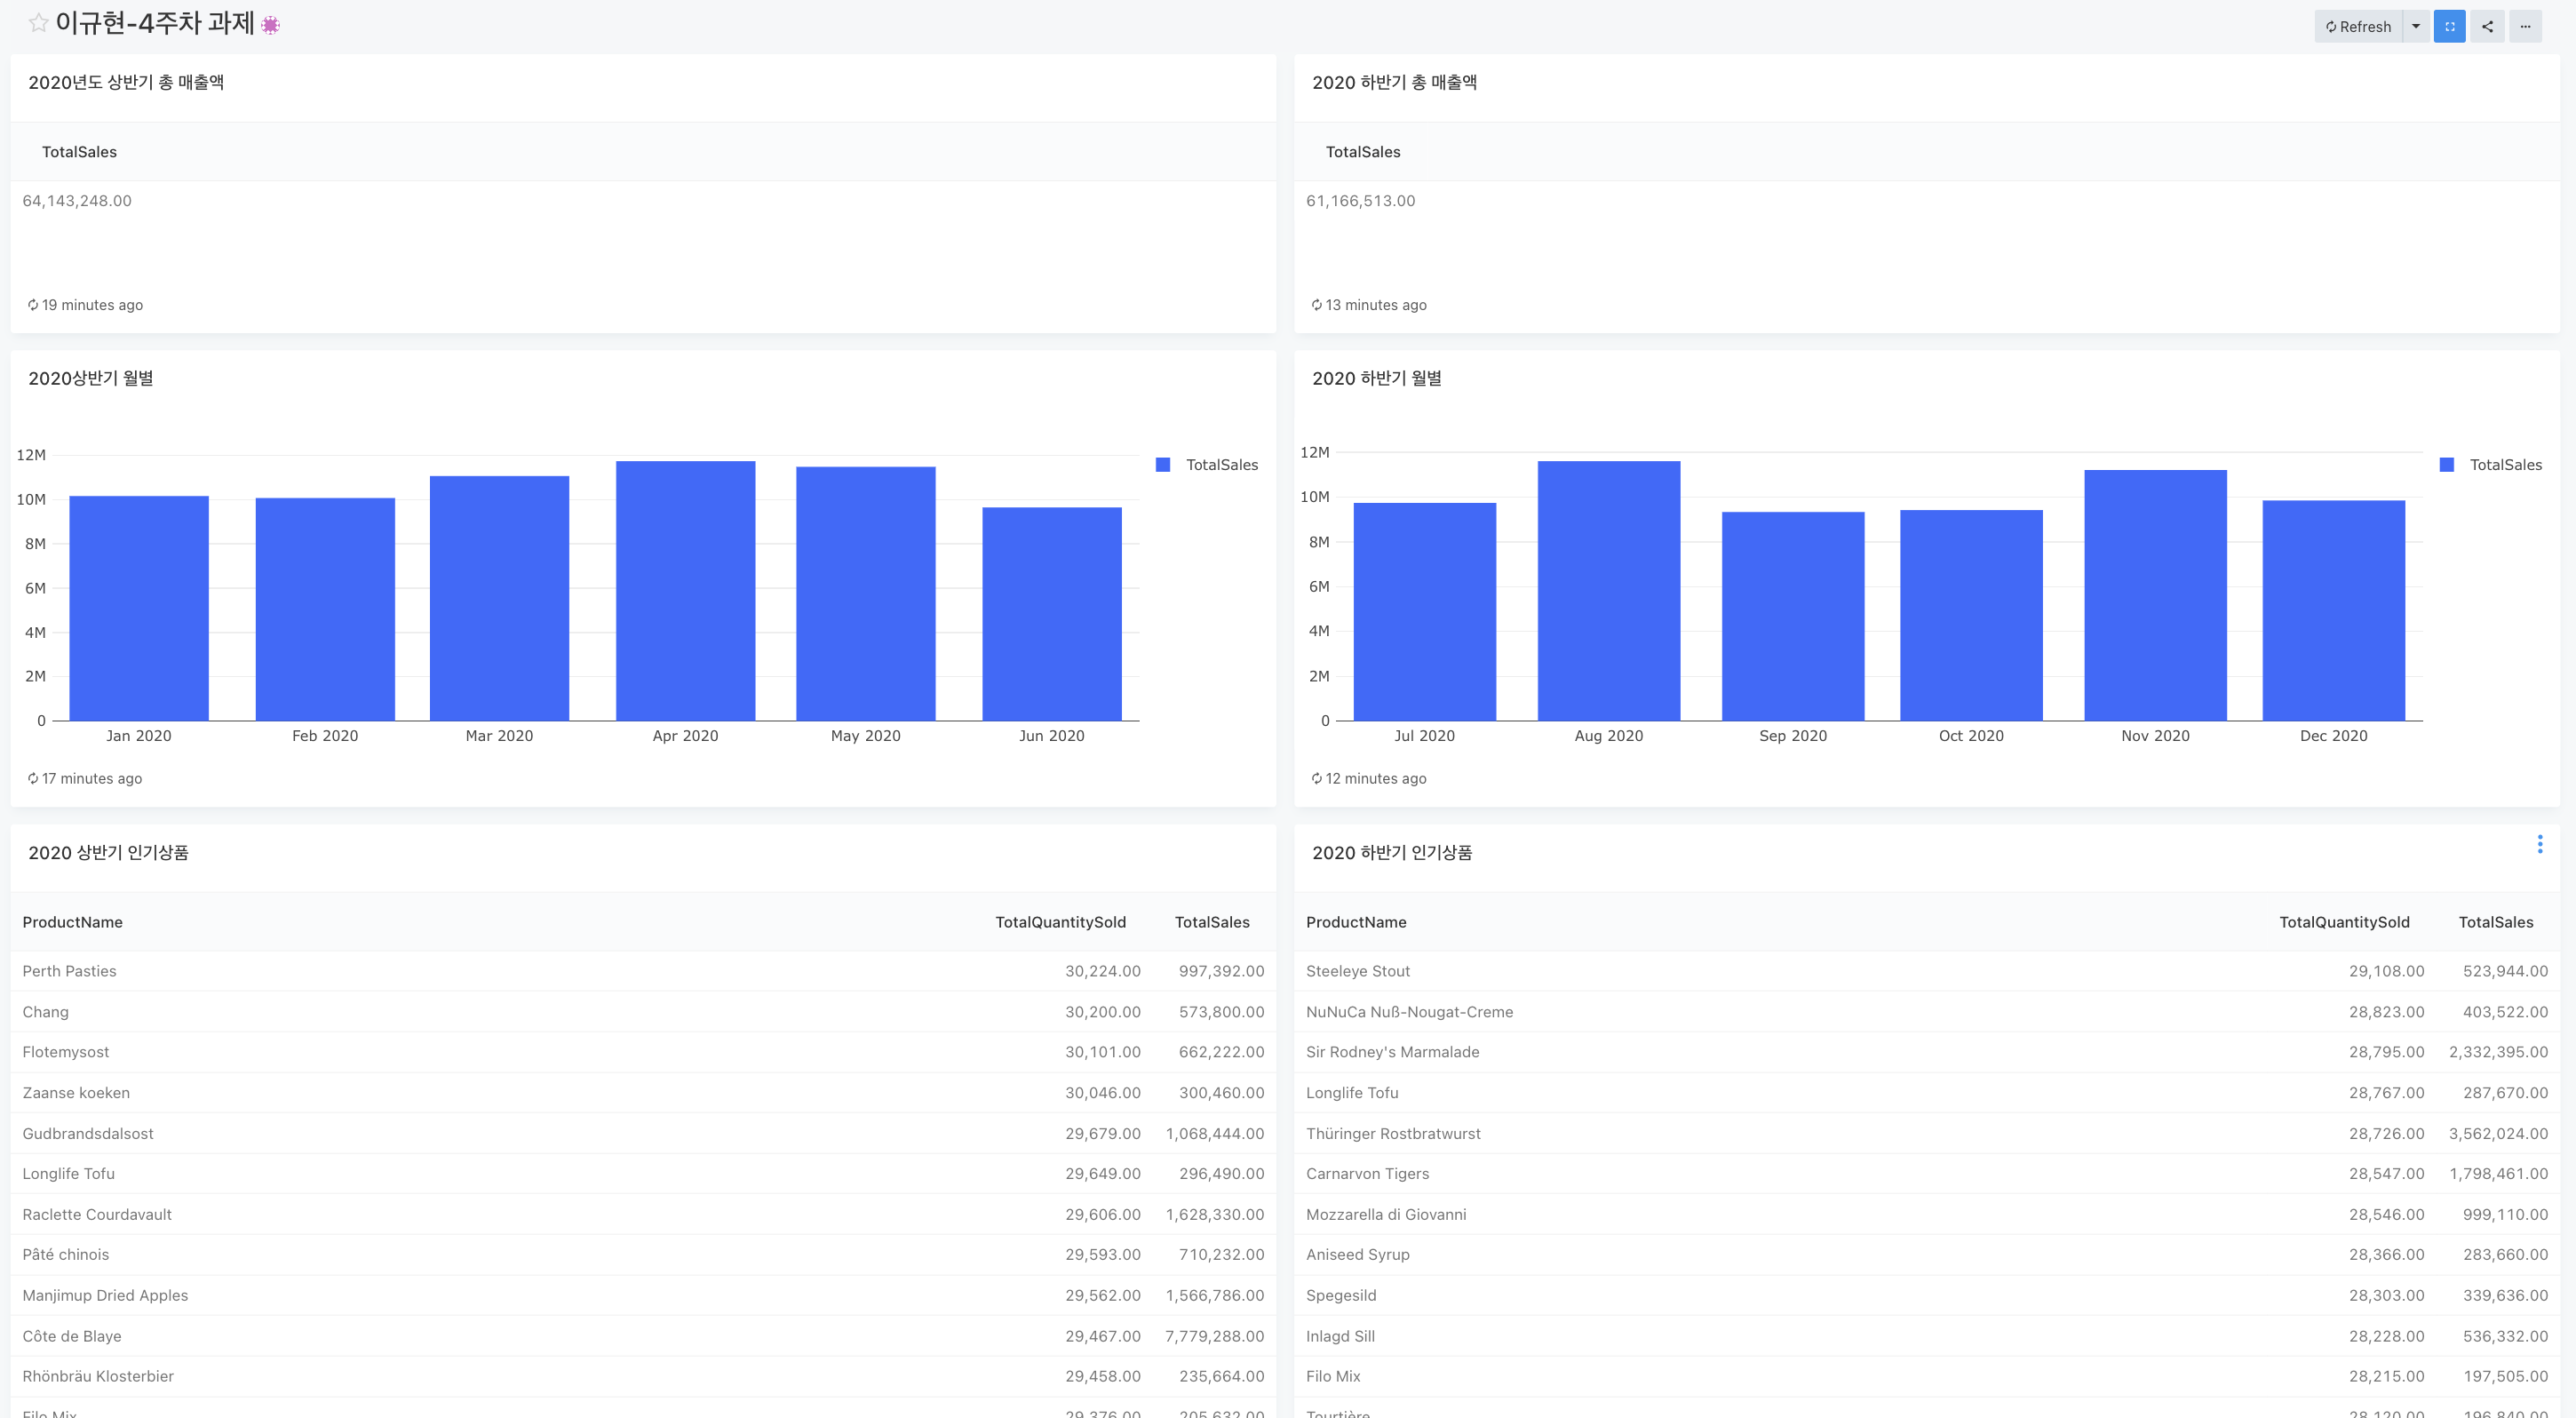 이규현-4주차 과제
Refresh
2020년도 상반기 총 매출액
TotalSales
64,143,248.00
19 minutes ago
2020 하반기 총 매출액
TotalSales
61,166,513.00
13 minutes ago
2020상반기 월별
12M
10M
8M
6M
4M
2M
0
Jan 2020 Feb 2020 Mar 2020 Apr 2020 May 2020 Jun 2020
TotalSales
17 minutes ago
2020 하반기 월별
12M
10M
8M
6M
4M
2M
0
Jul 2020 Aug 2020 Sep 2020 Oct 2020 Nov 2020 Dec 2020
TotalSales
12 minutes ago
2020 상반기 인기상품
ProductName TotalQuantitySold TotalSales
Perth Pasties 30,224.00 997,392.00
Chang 30,200.00 573,800.00
Flotemysost 30,101.00 662,222.00
Zaanse koeken 30,046.00 300,460.00
Gudbrandsdalsost 29,679.00 1,068,444.00
Longlife Tofu 29,649.00 296,490.00
Raclette Courdavault 29,606.00 1,628,330.00
Pâté chinois 29,593.00 710,232.00
Manjimup Dried Apples 29,562.00 1,566,786.00
Côte de Blaye 29,467.00 7,779,288.00
Rhönbräu Klosterbier 29,458.00 235,664.00
Filo Mix 29,376.00 205,632.00
2020 하반기 인기상품
ProductName TotalQuantitySold TotalSales
Steeleye Stout 29,108.00 523,944.00
NuNuCa Nuß-Nougat-Creme 28,823.00 403,522.00
Sir Rodney's Marmalade 28,795.00 2,332,395.00
Longlife Tofu 28,767.00 287,670.00
Thüringer Rostbratwurst 28,726.00 3,562,024.00
Carnarvon Tigers 28,547.00 1,798,461.00
Mozzarella di Giovanni 28,546.00 999,110.00
Aniseed Syrup 28,366.00 283,660.00
Spegesild 28,303.00 339,636.00
Inlagd Sill 28,228.00 536,332.00
Filo Mix 28,215.00 197,505.00
Tourtière 28,120.00 196,840.00